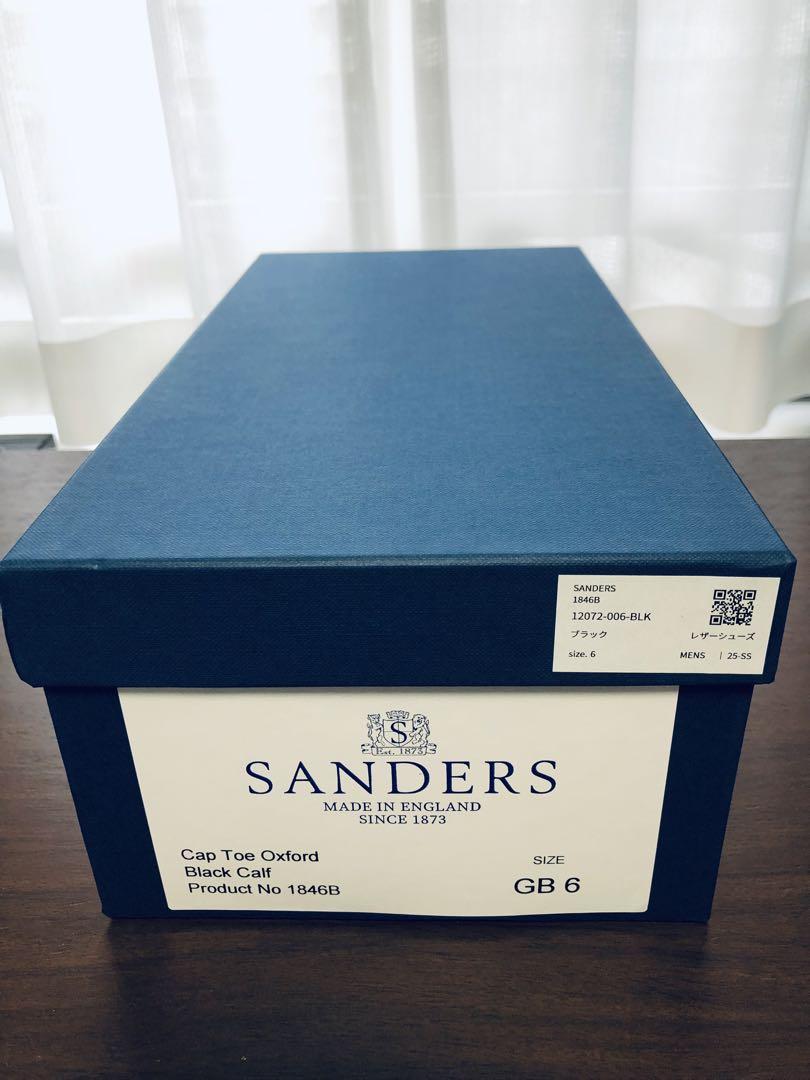 SANDERS
1846B
12072-006-BLK
ブラック レザーシューズ
size. 6 MENS | 25-SS
S
Est. 1873
SANDERS
MADE IN ENGLAND
SINCE 1873
Cap Toe Oxford
Black Calf
Product No 1846B
SIZE
GB 6